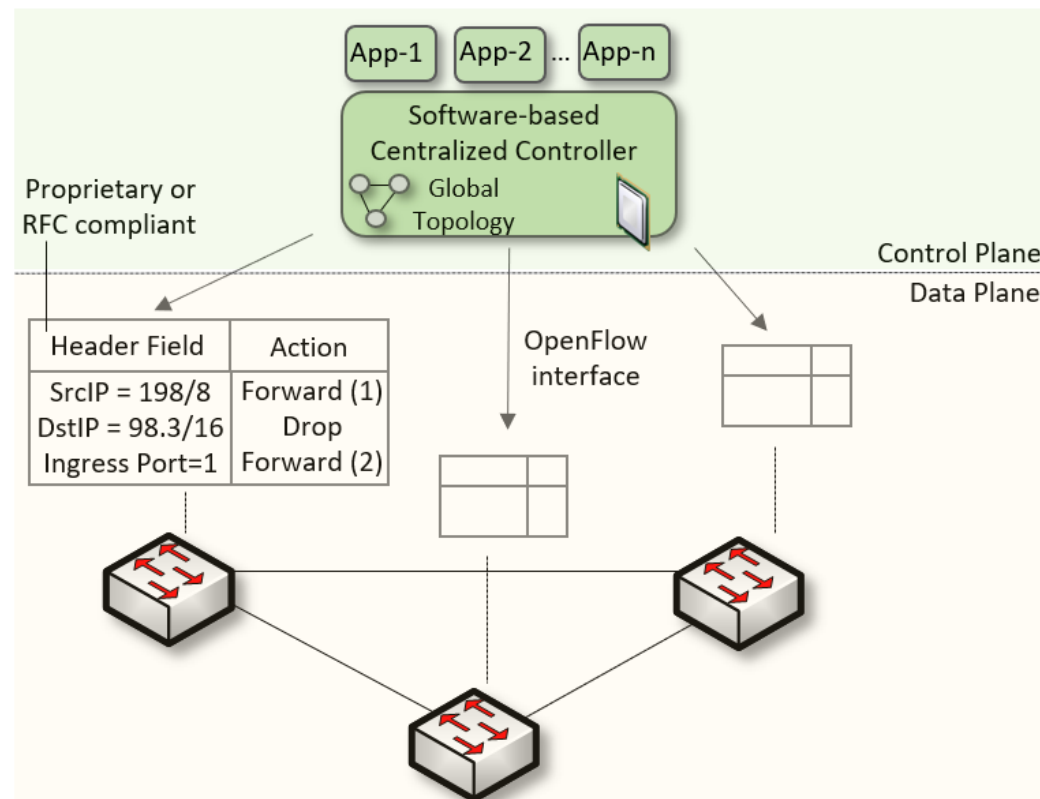 App-1 App-2 ... App-n
Software-based
Centralized Controller
Global
Topology
Proprietary or
RFC compliant
Control Plane
Data Plane
Header Field Action
SrcIP = 198/8 Forward (1)
DstIP = 98.3/16 Drop
Ingress Port=1 Forward (2)
OpenFlow
interface